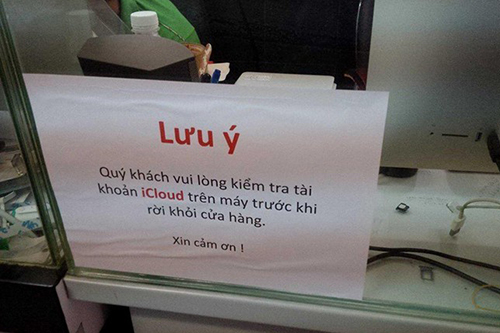 Lưu ý
Quý khách vui lòng kiểm tra tài
khoản iCloud trên máy trước khi
rời khỏi cửa hàng.
Xin cảm ơn !